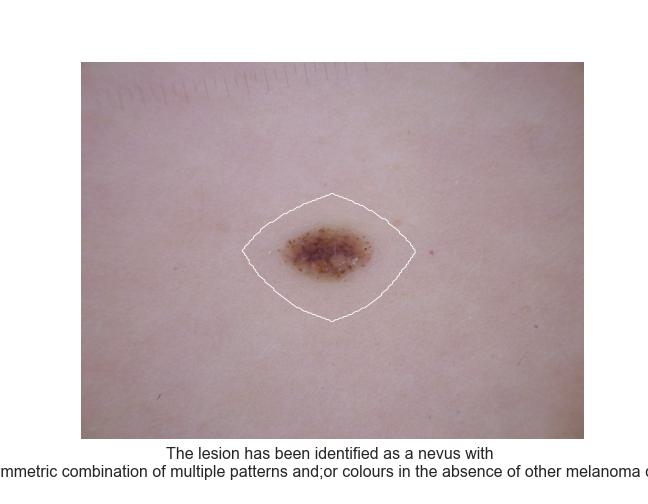 The lesion has been identified as a nevus with
combination of multiple patterns and;or colours in the absence of other melanoma